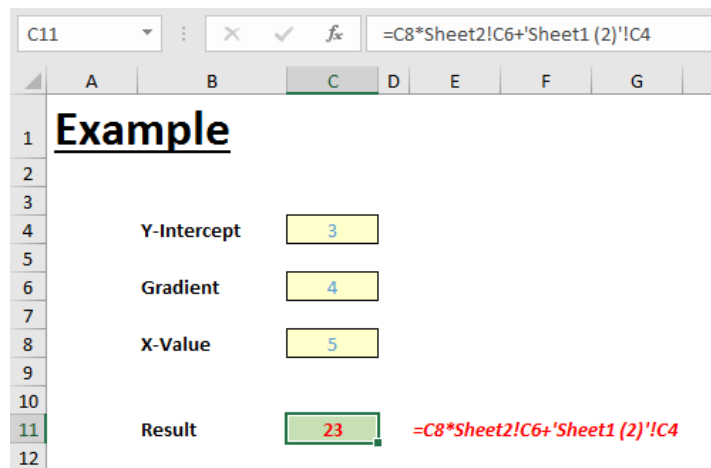 C11 fx =C8*Sheet2!C6+'Sheet1 (2)'!C4
A B C D E F G
1 Example
2
3
4 Y-Intercept 3
5
6 Gradient 4
7
8 X-Value 5
9
10
11 Result 23 =C8*Sheet2!C6+'Sheet1 (2)'!C4
12